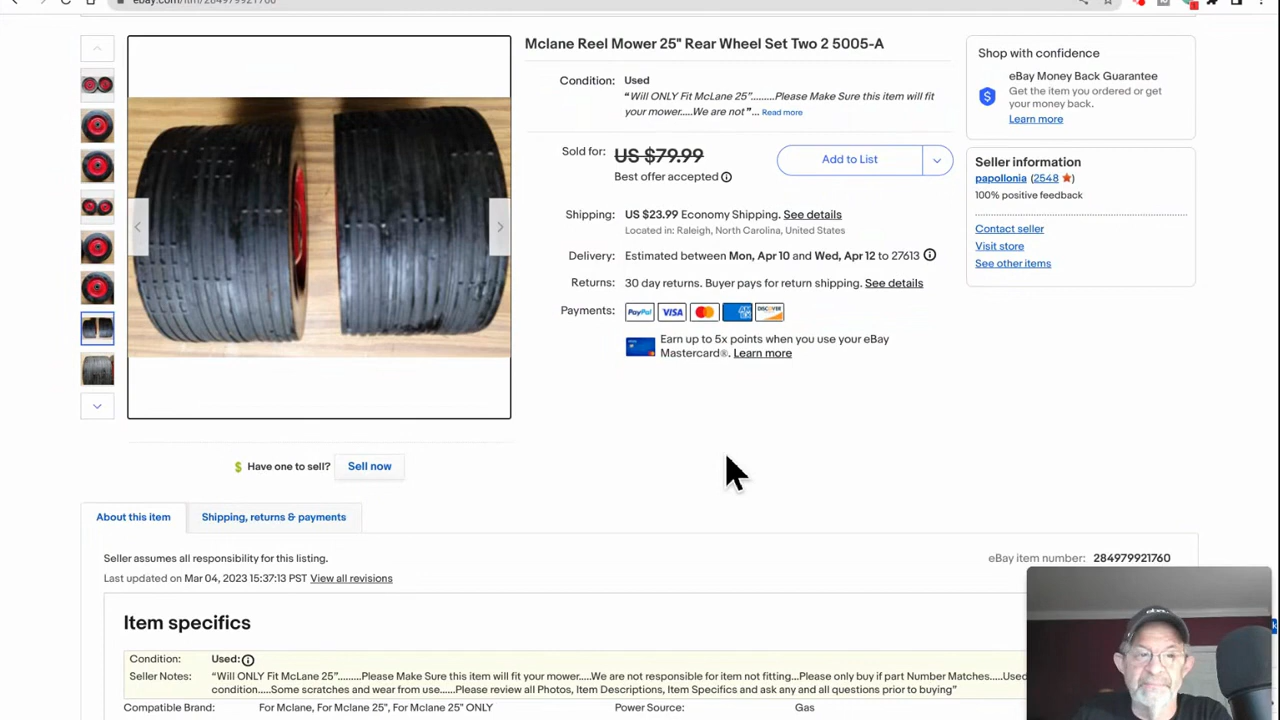 Mclane Reel Mower 25" Rear Wheel Set Two 2 5005-A
Condition:
Used
“Will ONLY Fit McLane 25”.........Please Make Sure this item will fit
your mower.....We are not”... Read more
Sold for:
US $79.99
Best offer accepted
Add to List
Shipping:
US $23.99 Economy Shipping. See details
Located in: Raleigh, North Carolina, United States
Delivery:
Estimated between Mon, Apr 10 and Wed, Apr 12 to 27613
Returns:
30 day returns. Buyer pays for return shipping. See details
Payments:
PayPal VISA DISCOVER
Earn up to 5x points when you use your eBay
Mastercard®. Learn more
Shop with confidence
eBay Money Back Guarantee
Get the item you ordered or get
your money back.
Learn more
Seller information
papollonia (2548)
100% positive feedback
Contact seller
Visit store
See other items
Have one to sell? Sell now
About this item
Shipping, returns & payments
Seller assumes all responsibility for this listing.
eBay item number: 284979921760
Last updated on Mar 04, 2023 15:37:13 PST View all revisions
Item specifics
Condition:
Used:
Seller Notes:
“Will ONLY Fit McLane 25”.........Please Make Sure this item will fit your mower.....We are not responsible for item not fitting...Please only buy if part Number Matches....Used
condition.....Some scratches and wear from use.....Please review all Photos, Item Descriptions, Item Specifics and ask any and all questions prior to buying”
Compatible Brand:
For Mclane, For Mclane 25", For Mclane 25" ONLY
Power Source:
Gas